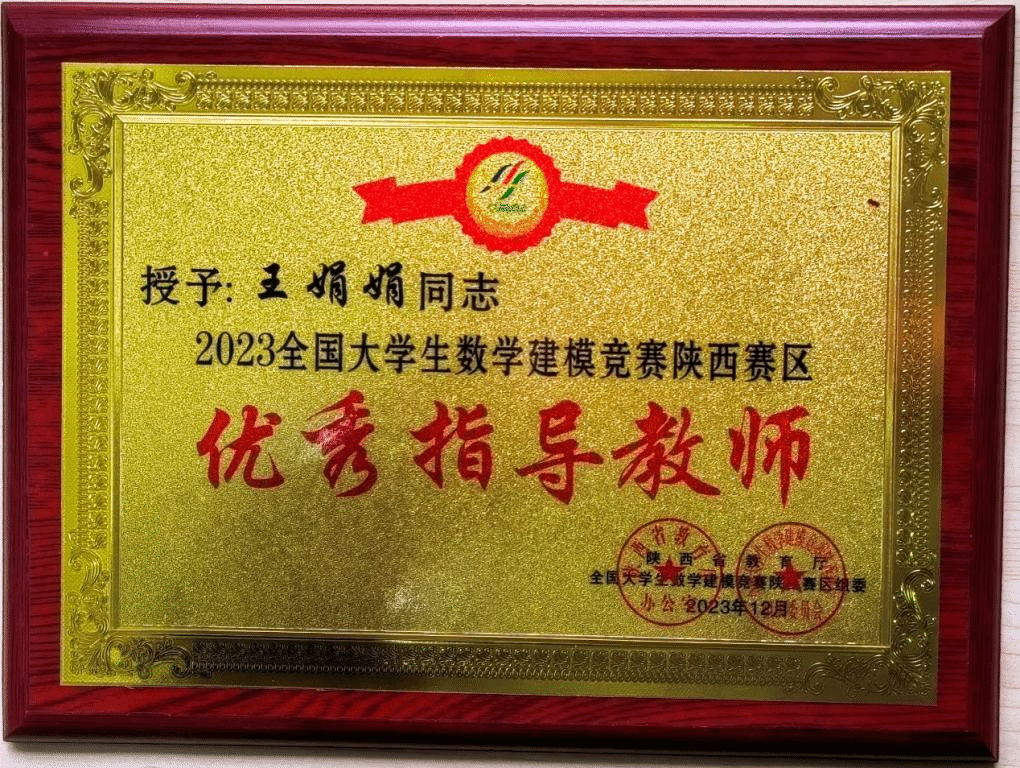 授予:王娟娟同志
2023全国大学生数学建模竞赛陕西赛区
优秀指导教师
陕西省教育厅
全国大学生数学建模竞赛陕西赛区组委
2023年12月
办公室